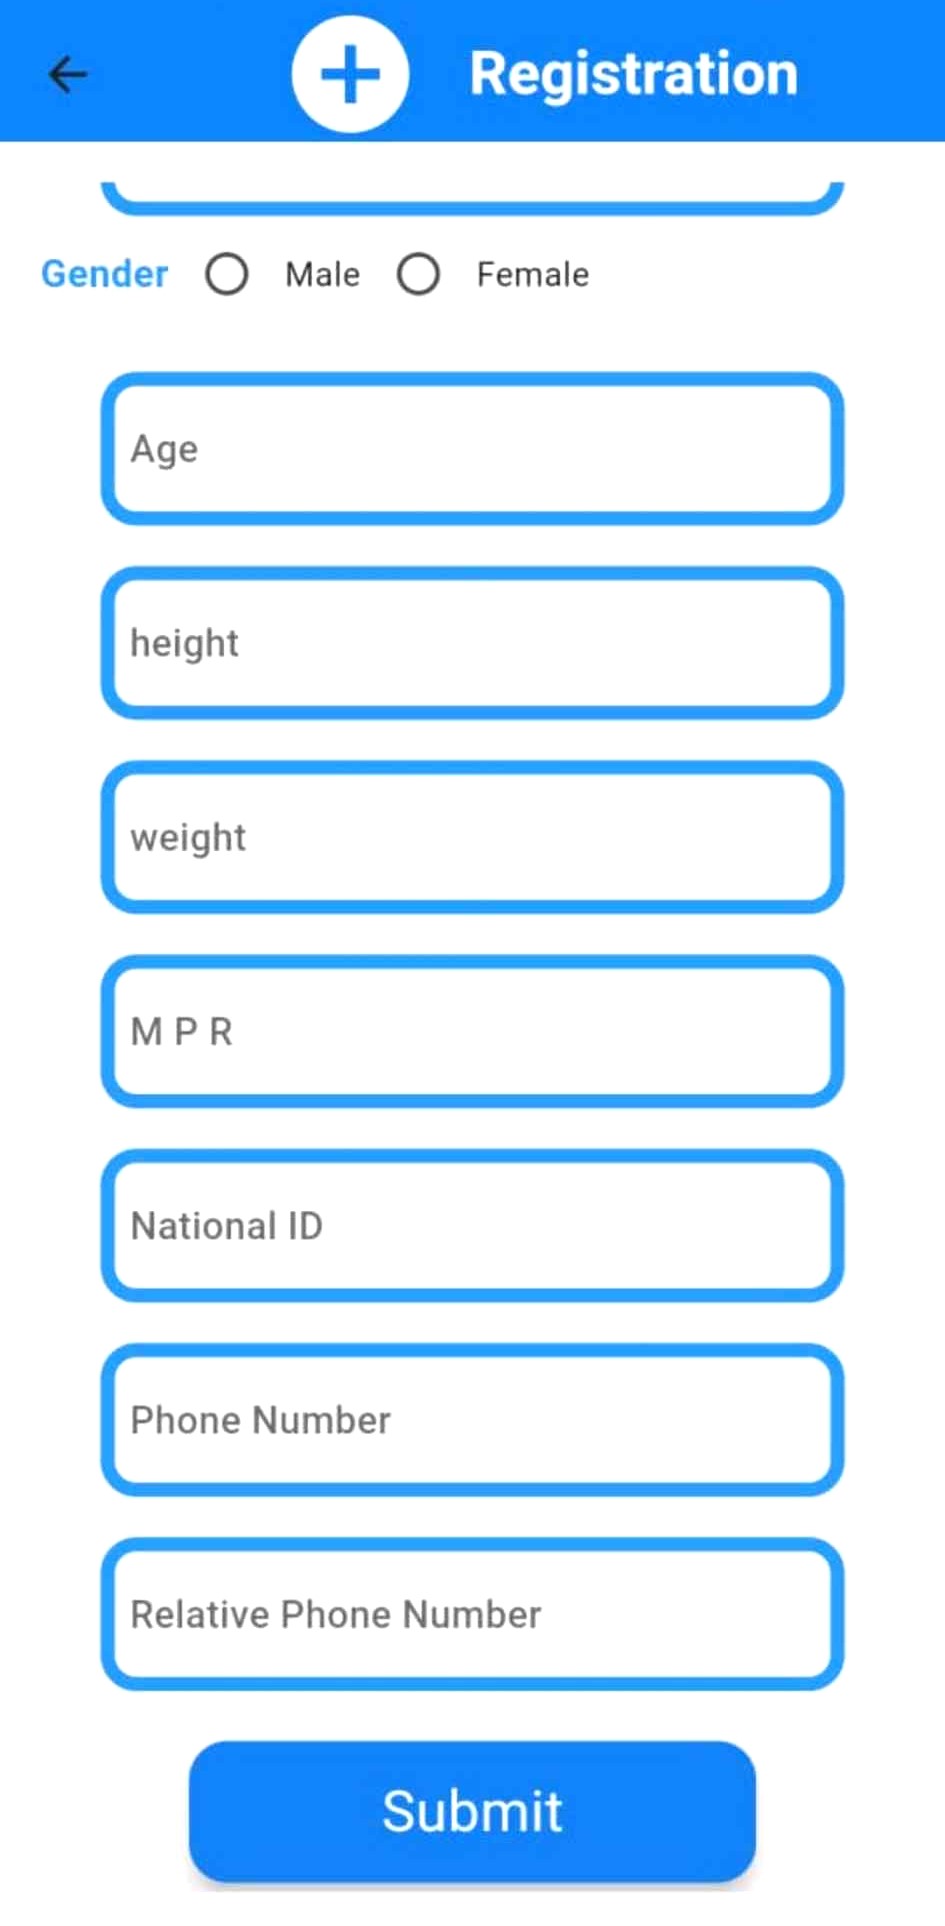 Registration
Gender Male Female
Age
height
weight
M P R
National ID
Phone Number
Relative Phone Number
Submit